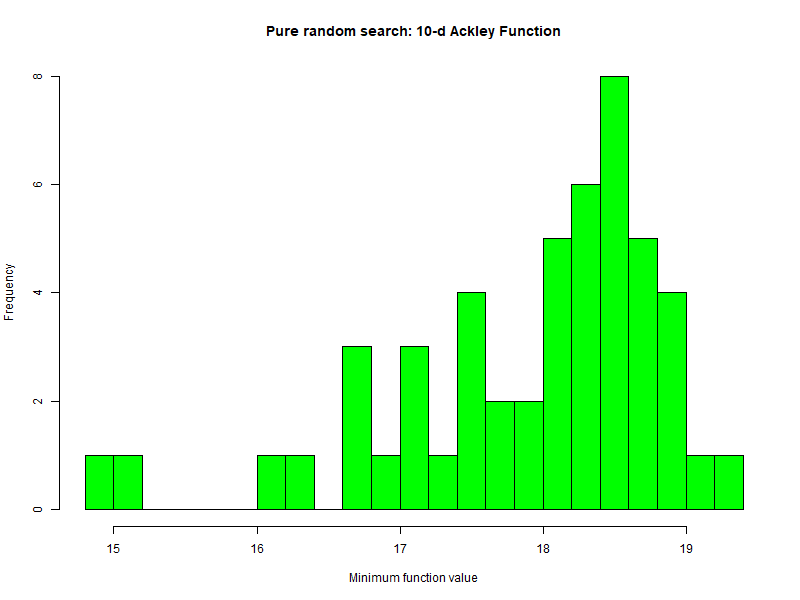 Pure random search: 10-d Ackley Function
8
6
4
2
0
Frequency
15 16 17 18 19
Minimum function value